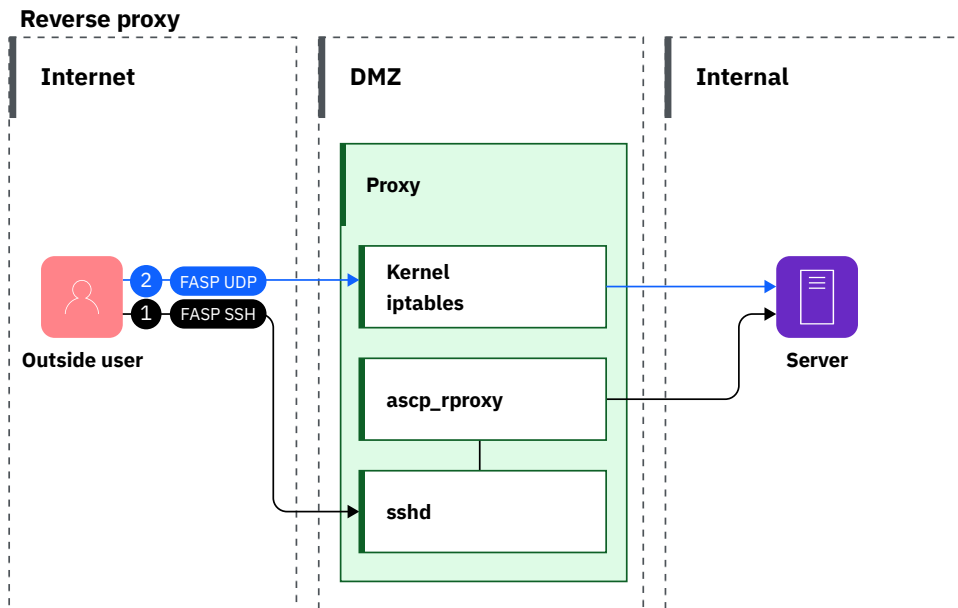 Reverse proxy
Internet
DMZ
Internal
Proxy
Kernel
iptables
2
FASP UDP
1
FASP SSH
Outside user
Server
ascp_rproxy
sshd